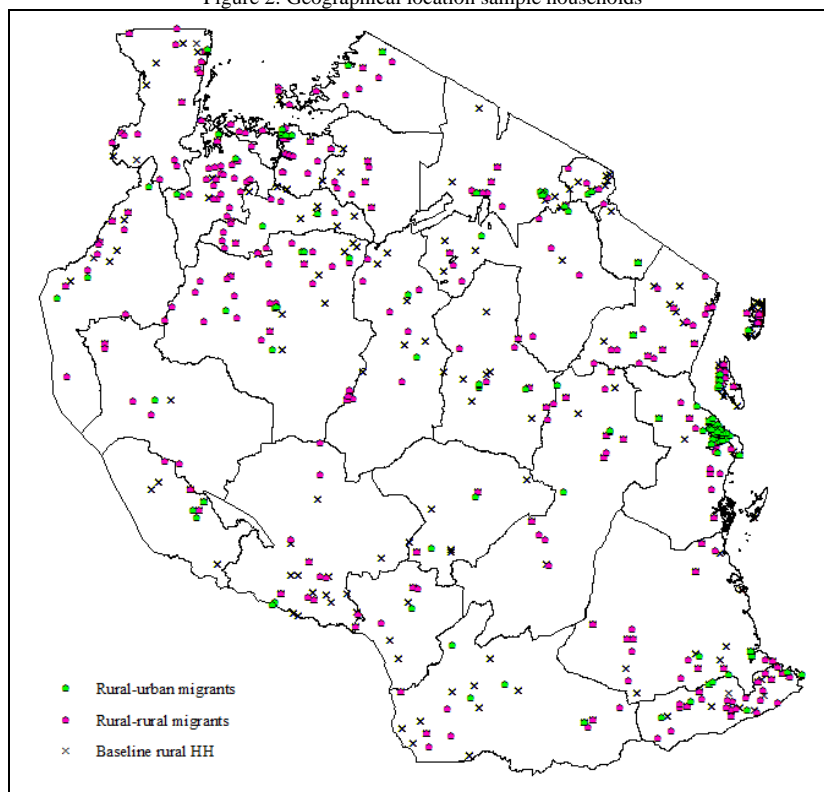 Figure 2: Geographical location sample households
Rural-urban migrants
Rural-rural migrants
Baseline rural HH